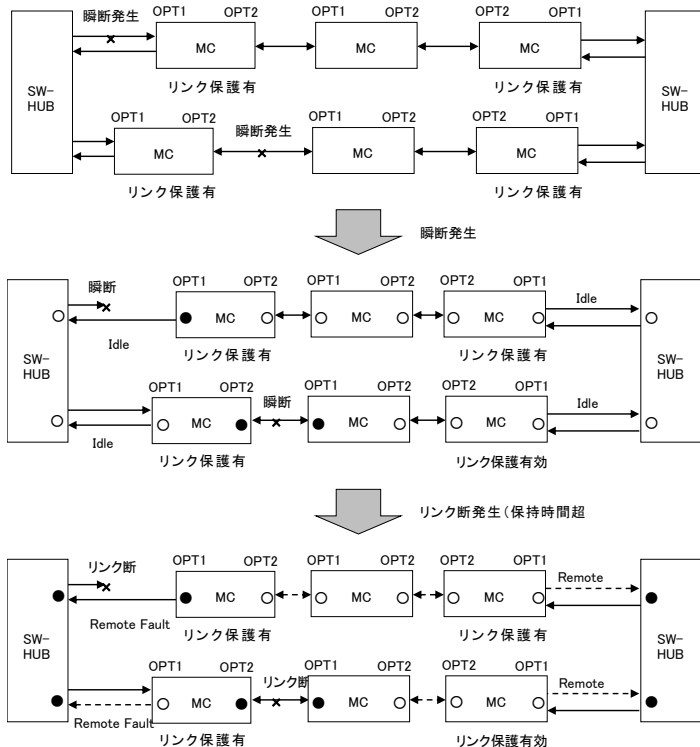 瞬断発生
OPT1 OPT2
MC
リンク保護有
OPT1 OPT2
MC
OPT2 OPT1
MC
リンク保護有
SW-
HUB
SW-
HUB
OPT1 OPT2
MC
リンク保護有
瞬断発生
OPT1 OPT2
MC
OPT2 OPT1
MC
リンク保護有
瞬断発生
瞬断
Idle
OPT1 OPT2
MC
リンク保護有
OPT1 OPT2
MC
OPT2 OPT1
MC
リンク保護有
Idle
SW-
HUB
SW-
HUB
Idle
OPT1 OPT2
MC
リンク保護有
瞬断
OPT1 OPT2
MC
OPT2 OPT1
MC
リンク保護有効
Idle
リンク断発生(保持時間超
リンク断
Remote Fault
OPT1 OPT2
MC
リンク保護有
OPT1 OPT2
MC
OPT2 OPT1
MC
リンク保護有
Remote
SW-
HUB
SW-
HUB
Remote Fault
OPT1 OPT2
MC
リンク保護有
リンク断
OPT1 OPT2
MC
OPT2 OPT1
MC
リンク保護有効
Remote